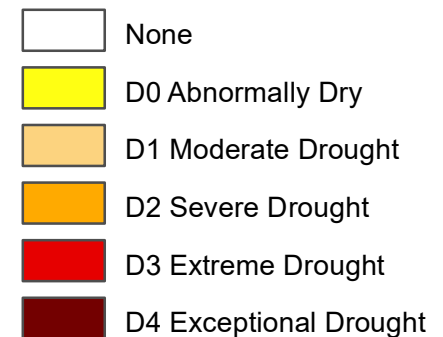 None
D0 Abnormally Dry
D1 Moderate Drought
D2 Severe Drought
D3 Extreme Drought
D4 Exceptional Drought